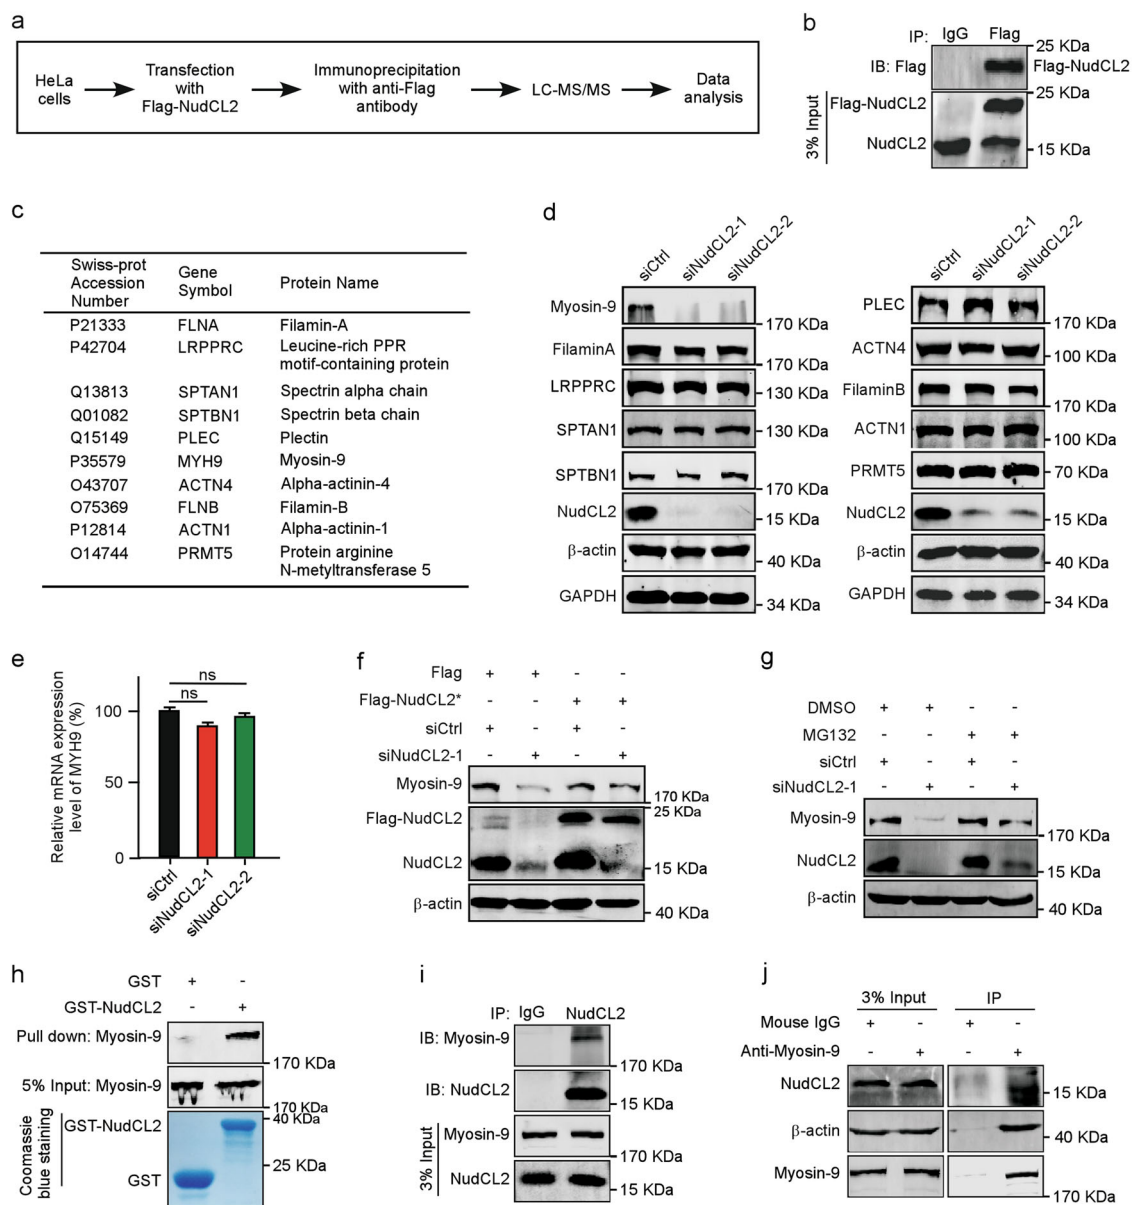 a
HeLa
cells
Transfection
with
Flag-NudCL2
Immunoprecipitation
with anti-Flag
antibody
LC-MS/MS
Data
analysis
b
IP: IgG Flag
25 KDa
IB: Flag
Flag-NudCL2
25 KDa
3% Input
Flag-NudCL2
NudCL2
15 KDa
c
Swiss-prot
Accession
Number
Gene
Symbol
Protein Name
P21333 FLNA Filamin-A
P42704 LRPPRC Leucine-rich PPR
motif-containing protein
Q13813 SPTAN1 Spectrin alpha chain
Q01082 SPTBN1 Spectrin beta chain
Q15149 PLEC Plectin
P35579 MYH9 Myosin-9
O43707 ACTN4 Alpha-actinin-4
O75369 FLNB Filamin-B
P12814 ACTN1 Alpha-actinin-1
O14744 PRMT5 Protein arginine
N-metyltransferase 5
d
siCtrl siNudCL2-1 siNudCL2-2
Myosin-9
170 KDa
FilaminA
170 KDa
LRPPRC 130 KDa
SPTAN1 130 KDa
SPTBN1
170 KDa
NudCL2
15 KDa
β-actin
40 KDa
GAPDH
34 KDa
siCtrl siNudCL2-1 siNudCL2-2
PLEC
170 KDa
ACTN4
100 KDa
FilaminB
170 KDa
ACTN1
100 KDa
PRMT5 70 KDa
NudCL2
15 KDa
β-actin
40 KDa
GAPDH
34 KDa
e
Relative mRNA expression
level of MYH9 (%)
ns
ns
100
50
0
siCtrl
siNudCL2-1
siNudCL2-2
f
Flag + + - -
Flag-NudCL2* - - + +
siCtrl + - + -
siNudCL2-1 - + - +
Myosin-9
170 KDa
25 KDa
Flag-NudCL2
NudCL2
15 KDa
β-actin
40 KDa
g
DMSO + + - -
MG132 - - + +
siCtrl + - + -
siNudCL2-1 - + - +
Myosin-9
170 KDa
NudCL2
15 KDa
β-actin
40 KDa
h
GST + -
GST-NudCL2 - +
Pull down: Myosin-9
170 KDa
5% Input: Myosin-9
170 KDa
40 KDa
Coomassie
blue staining
GST-NudCL2
25 KDa
GST
i
IP: IgG NudCL2
IB: Myosin-9
170 KDa
IB: NudCL2
15 KDa
3% Input
Myosin-9
170 KDa
NudCL2
15 KDa
j
3% Input IP
Mouse IgG + - + -
Anti-Myosin-9 - + - +
NudCL2
15 KDa
β-actin
40 KDa
Myosin-9
170 KDa